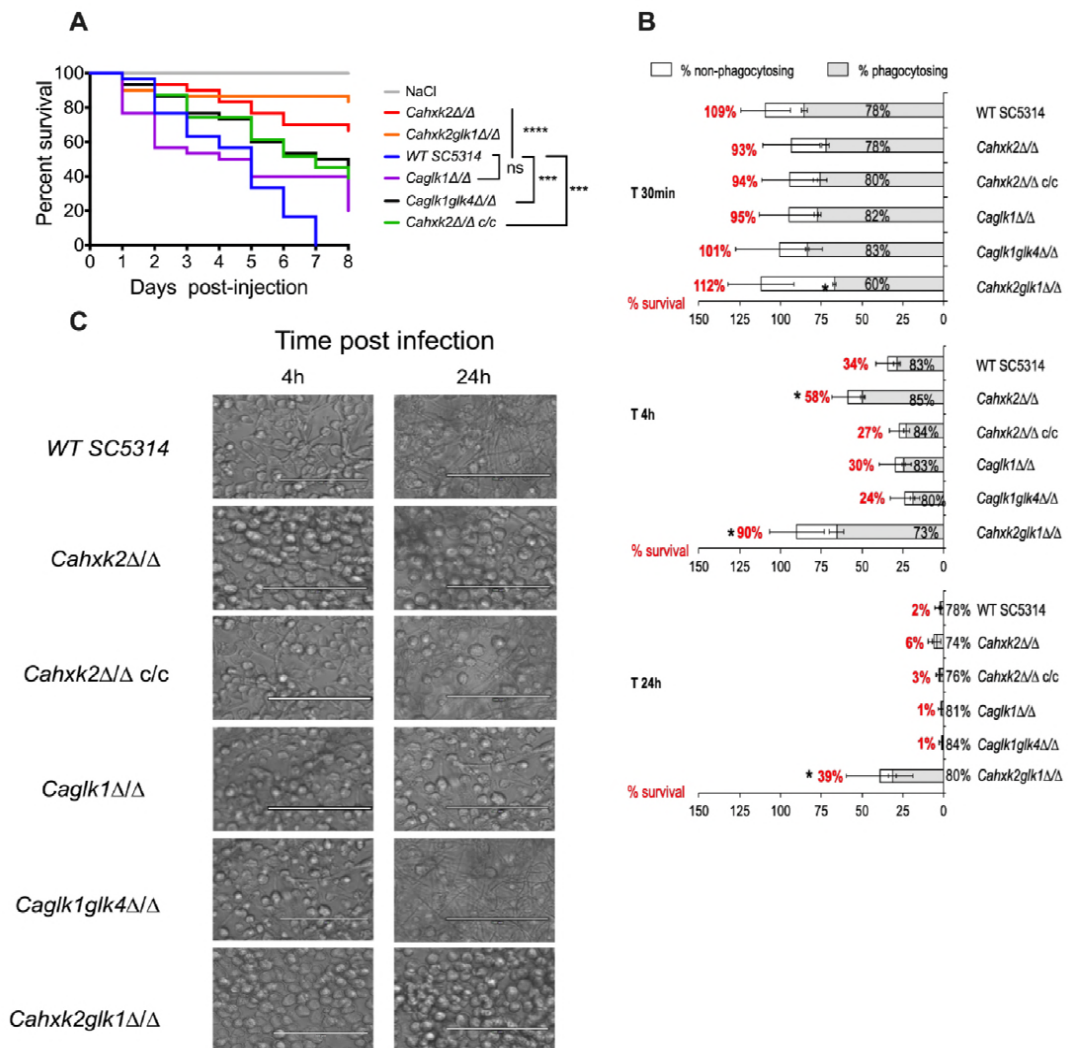 A
100
80
60
40
20
0
Percent survival
0 1 2 3 4 5 6 7 8
Days post-injection
NaCl
Cahxk2Δ/Δ
Cahxk2glk1Δ/Δ
WT SC5314
Caglk1Δ/Δ
Caglk1glk4Δ/Δ
Cahxk2Δ/Δ c/c
****
ns
***
***
B
% non-phagocytosing % phagocytosing
T 30min
109% 78% WT SC5314
93% 78% Cahxk2Δ/Δ
94% 80% Cahxk2Δ/Δ c/c
95% 82% Caglk1Δ/Δ
101% 83% Caglk1glk4Δ/Δ
112% * 60% Cahxk2glk1Δ/Δ
% survival
150 125 100 75 50 25 0
T 4h
34% 83% WT SC5314
* 58% 85% Cahxk2Δ/Δ
27% 84% Cahxk2Δ/Δ c/c
30% 83% Caglk1Δ/Δ
24% 80% Caglk1glk4Δ/Δ
* 90% 73% Cahxk2glk1Δ/Δ
% survival
150 125 100 75 50 25 0
T 24h
2% 78% WT SC5314
6% 74% Cahxk2Δ/Δ
3% 76% Cahxk2Δ/Δ c/c
1% 81% Caglk1Δ/Δ
1% 84% Caglk1glk4Δ/Δ
* 39% 80% Cahxk2glk1Δ/Δ
% survival
150 125 100 75 50 25 0
C
Time post infection
4h 24h
WT SC5314
Cahxk2Δ/Δ
Cahxk2Δ/Δ c/c
Caglk1Δ/Δ
Caglk1glk4Δ/Δ
Cahxk2glk1Δ/Δ